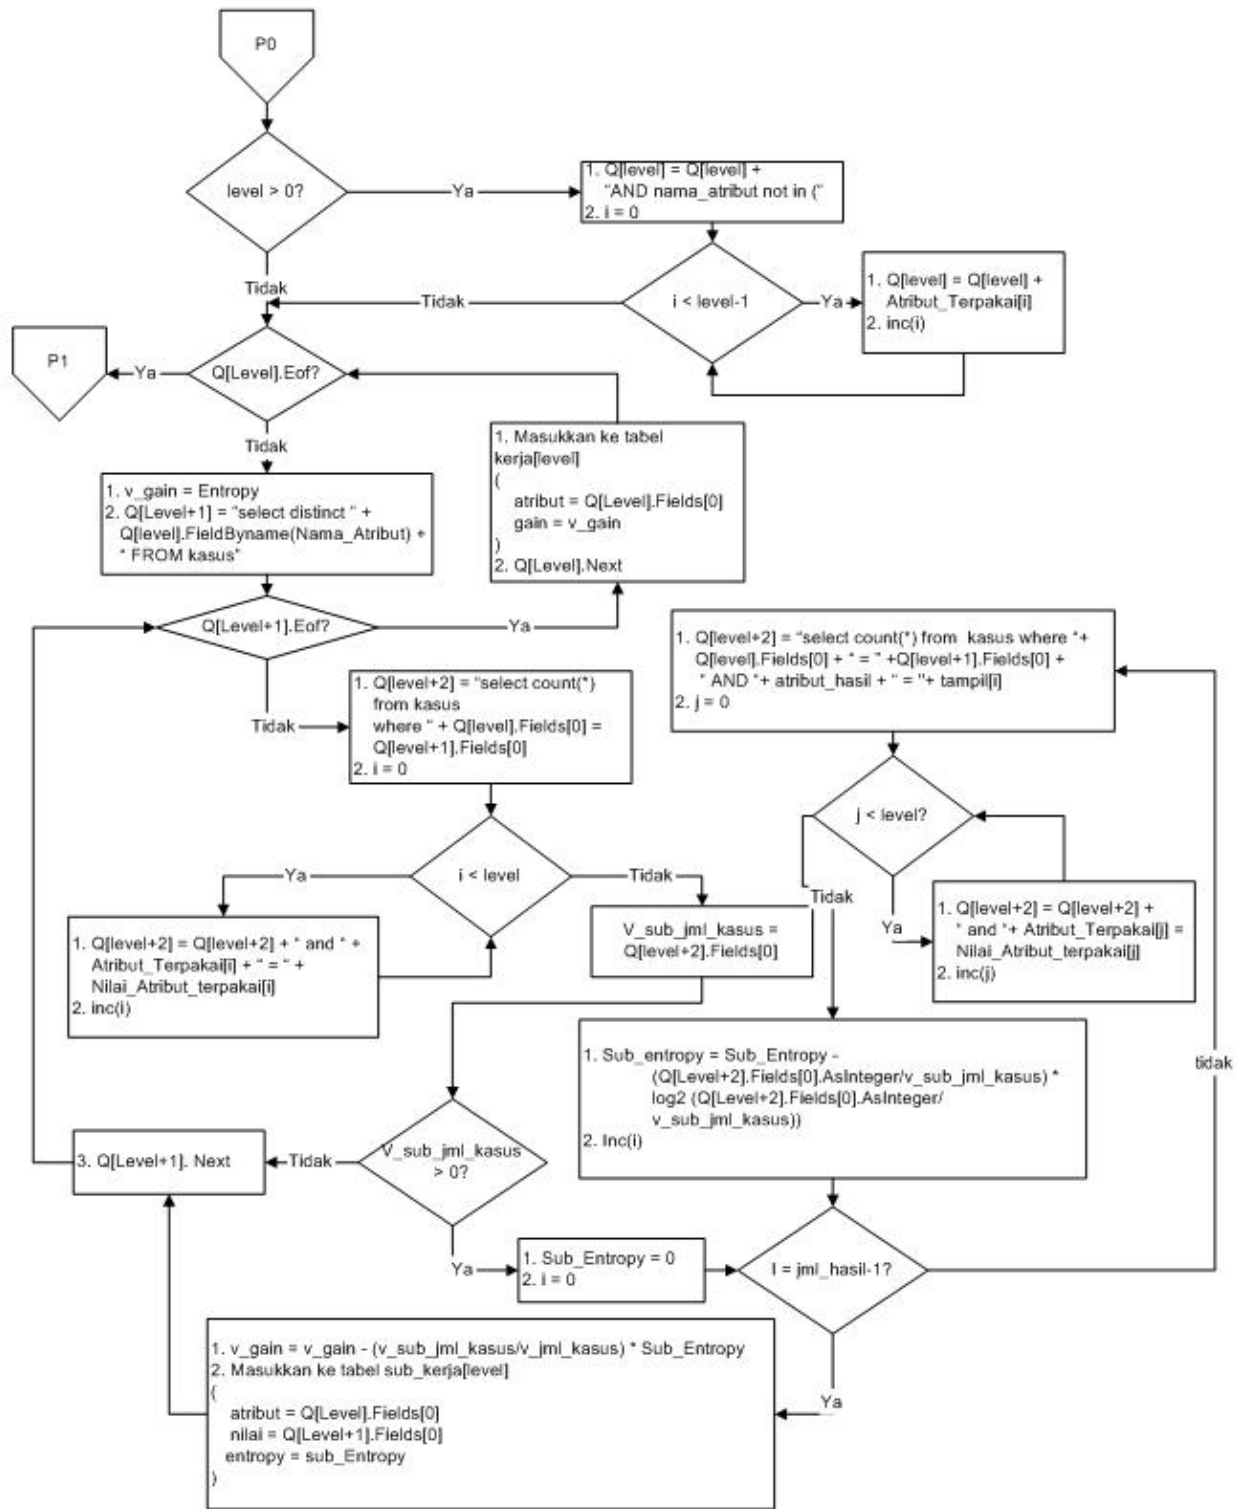 P0
level > 0?
Ya
1. Q[level] = Q[level] +
"AND nama_atribut not in ("
2. i = 0
Tidak
i < level-1
Tidak
Ya
1. Q[level] = Q[level] +
Atribut_Terpakai[i]
2. inc(i)
P1
Ya
Q[Level].Eof?
Tidak
1. v_gain = Entropy
2. Q[Level+1] = "select distinct " +
Q[level].FieldByname(Nama_Atribut) +
" FROM kasus"
1. Masukkan ke tabel
kerja[level]
(
atribut = Q[Level].Fields[0]
gain = v_gain
)
2. Q[Level].Next
Q[Level+1].Eof?
Ya
Tidak
1. Q[level+2] = "select count(*)
from kasus
where " + Q[level].Fields[0] =
Q[level+1].Fields[0]
2. i = 0
1. Q[level+2] = "select count(*) from  kasus where "+
Q[level].Fields[0] + " = " +Q[level+1].Fields[0] +
" AND "+ atribut_hasil + " = "+ tampil[i]
2. j = 0
j < level?
Tidak
Ya
1. Q[level+2] = Q[level+2] +
" and "+ Atribut_Terpakai[j] =
Nilai_Atribut_terpakai[j]
2. inc(j)
i < level
Ya
Tidak
1. Q[level+2] = Q[level+2] + " and " +
Atribut_Terpakai[i] + " = " +
Nilai_Atribut_terpakai[i]
2. inc(i)
V_sub_jml_kasus =
Q[level+2].Fields[0]
1. Sub_entropy = Sub_Entropy -
(Q[Level+2].Fields[0].AsInteger/v_sub_jml_kasus) *
log2 (Q[Level+2].Fields[0].AsInteger/
v_sub_jml_kasus))
2. Inc(i)
tidak
3. Q[Level+1]. Next
Tidak
V_sub_jml_kasus
> 0?
Ya
1. Sub_Entropy = 0
2. i = 0
I = jml_hasil-1?
Ya
1. v_gain = v_gain - (v_sub_jml_kasus/v_jml_kasus) * Sub_Entropy
2. Masukkan ke tabel sub_kerja[level]
(
atribut = Q[Level].Fields[0]
nilai = Q[Level+1].Fields[0]
entropy = sub_Entropy
)